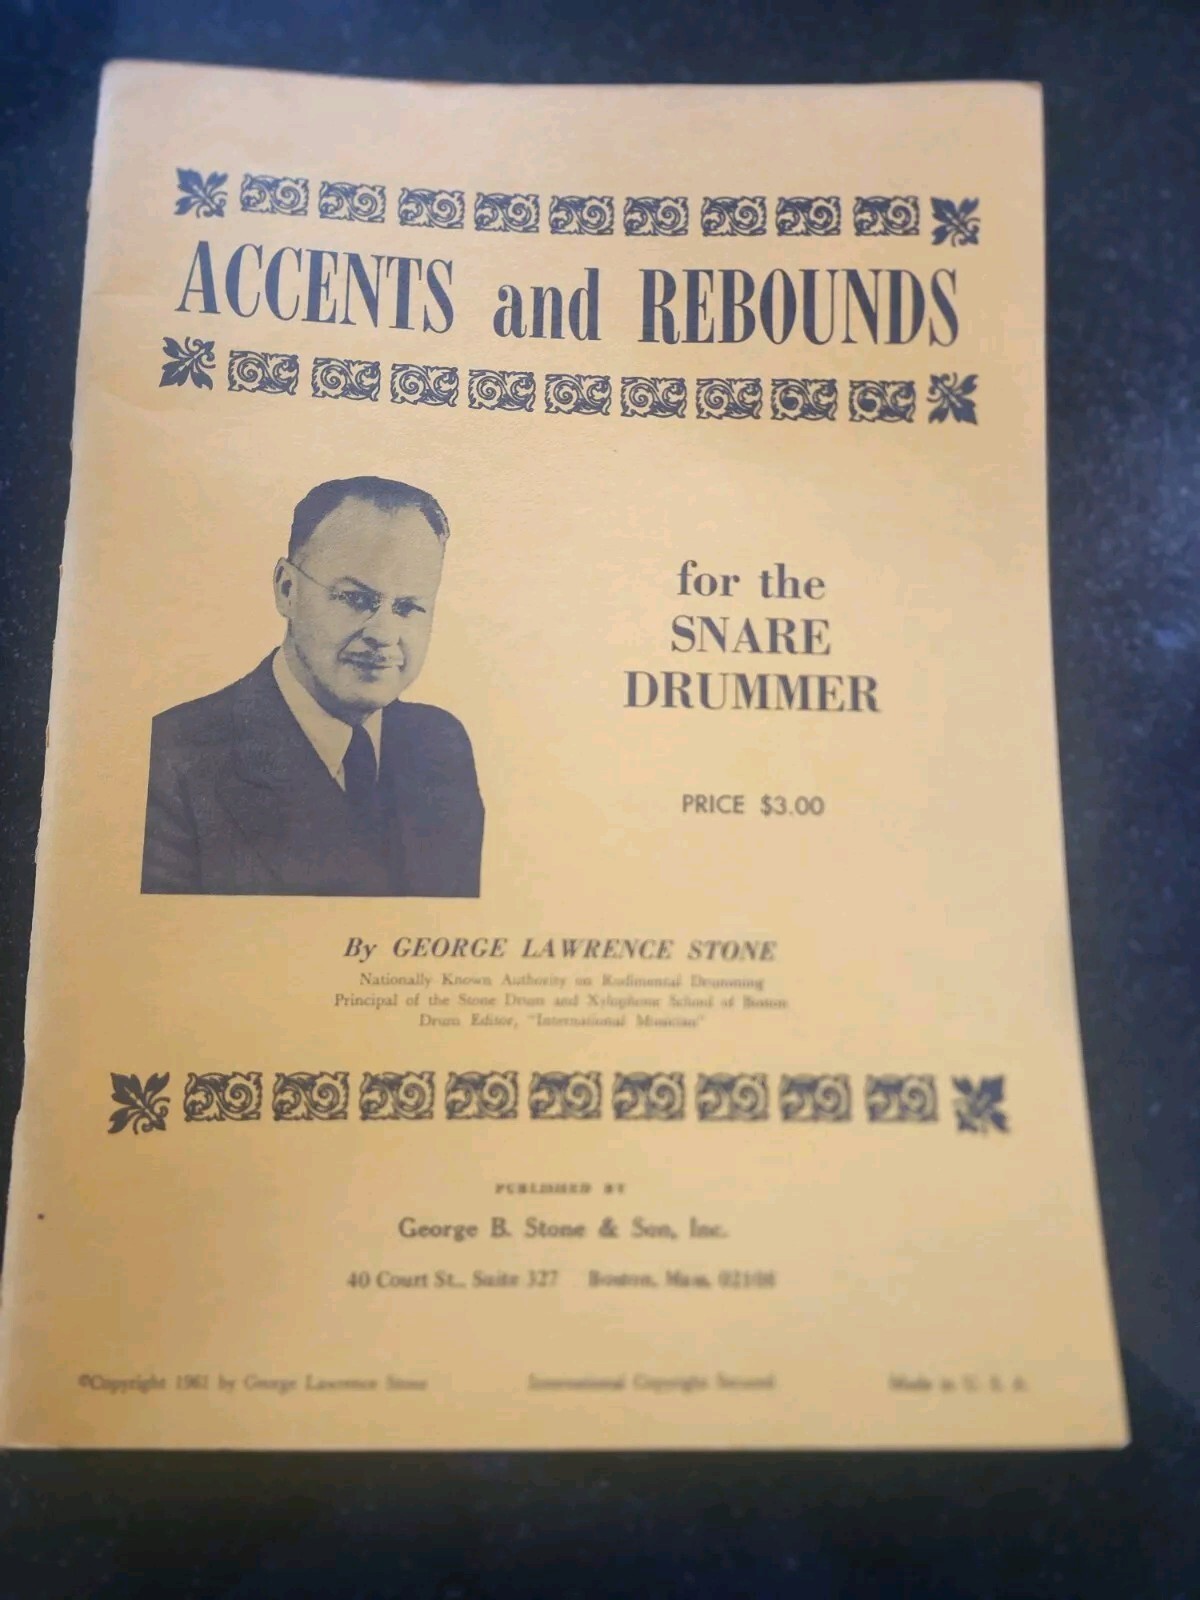 ACCENTS and REBOUNDS
for the
SNARE
DRUMMER
PRICE $3.00
By GEORGE LAWRENCE STONE
Nationally Known Authority on Rudimental Drumming
Principal of the Stone Drum and Xylophone School of Boston
Drum Editor, "International Musician"
PUBLISHED BY
George B. Stone & Son, Inc.
40 Court St., Suite 327 Boston, Mass. 02108
©Copyright 1961 by George Lawrence Stone International Copyright Secured Made in U. S. A.